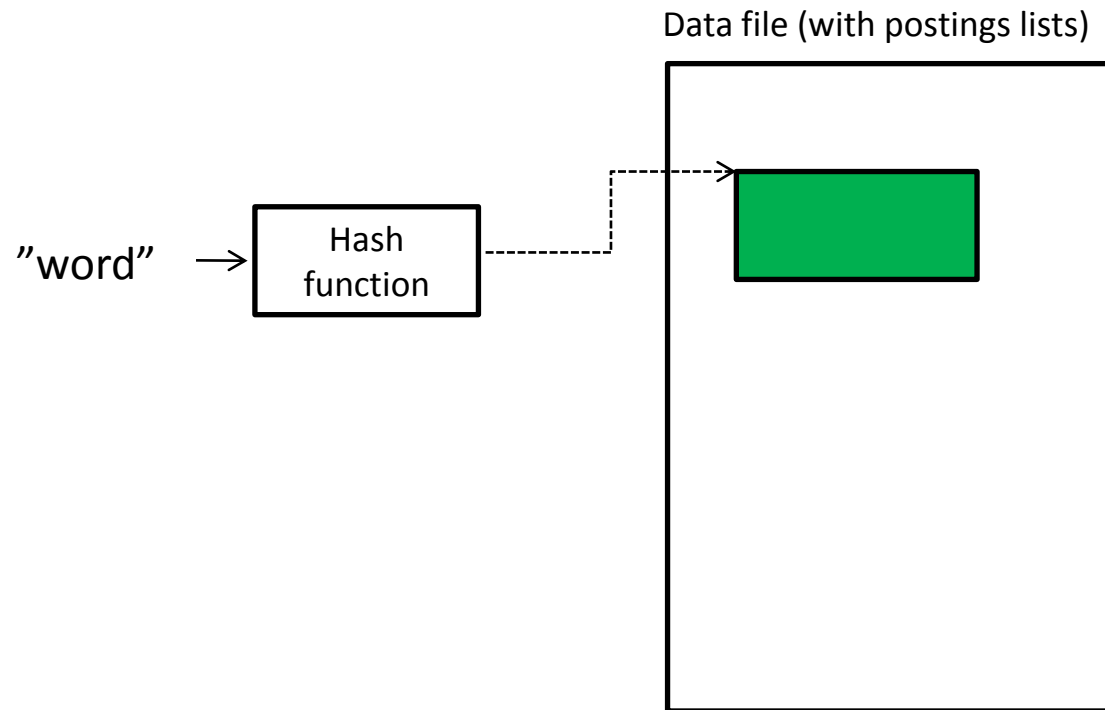 Data file (with postings lists)
”word”
Hash
function